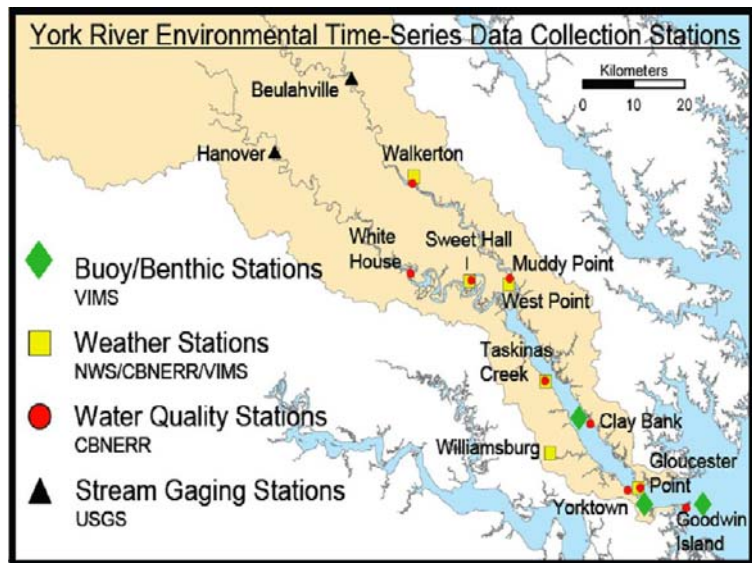 York River Environmental Time-Series Data Collection Stations
Kilometers
0 10 20
Beulahville
Hanover
Walkerton
White
House
Sweet Hall
Muddy Point
West Point
Taskinas
Creek
Clay Bank
Williamsburg
Gloucester
Point
Yorktown
Goodwin
Island
Buoy/Benthic Stations
VIMS
Weather Stations
NWS/CBNERR/VIMS
Water Quality Stations
CBNERR
Stream Gaging Stations
USGS